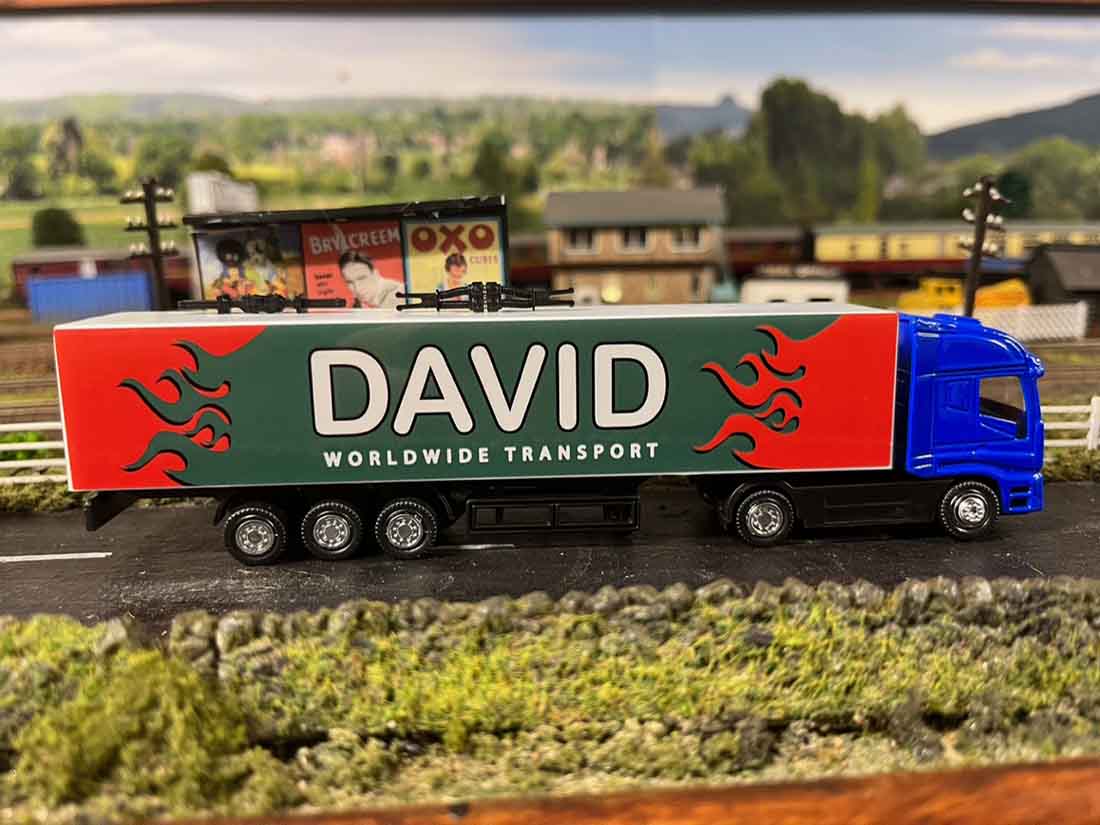 BRYLCREEM
OXO
CUBES
DAVID
WORLDWIDE TRANSPORT